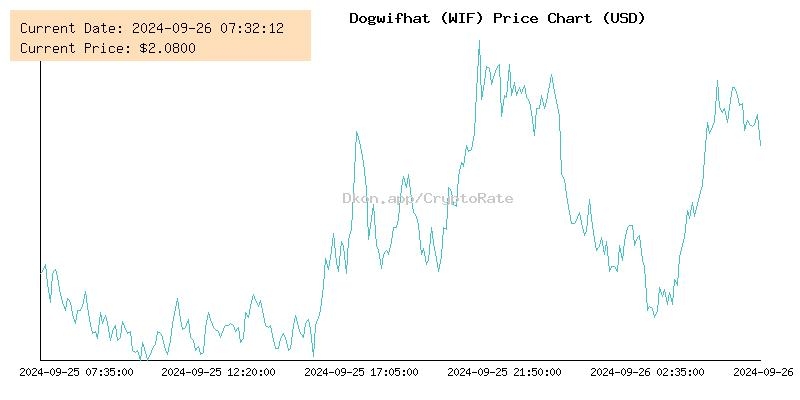 Dogwifhat (WIF) Price Chart (USD)
Current Date: 2024-09-26 07:32:12
Current Price: $2.0800
Dkon.app/CryptoRate
2024-09-25 07:35:00
2024-09-25 12:20:00
2024-09-25 17:05:00
2024-09-25 21:50:00
2024-09-26 02:35:00
2024-09-26